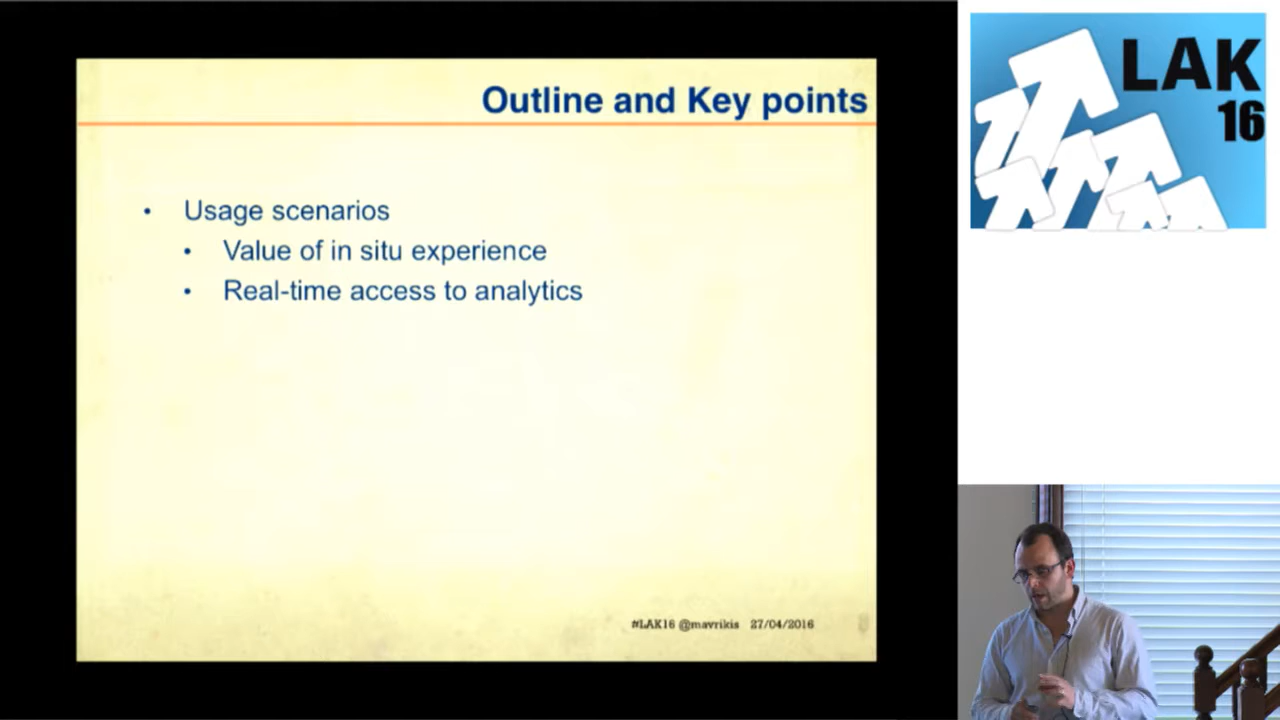 Outline and Key points
• Usage scenarios
• Value of in situ experience
• Real-time access to analytics
#LAK16 @mavrikis 27/04/2016
LAK
16